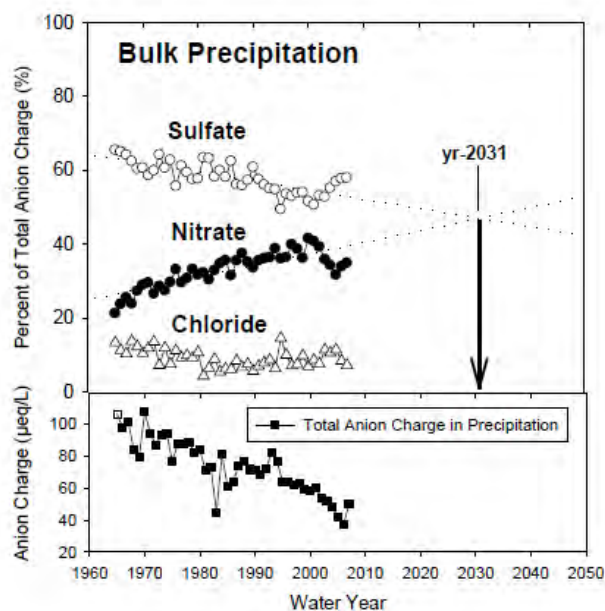 Bulk Precipitation
Percent of Total Anion Charge (%)
100
80
60
40
20
0
Sulfate
yr-2031
Nitrate
Chloride
Anion Charge (µeq/L)
100
80
60
40
20
Total Anion Charge in Precipitation
1960 1970 1980 1990 2000 2010 2020 2030 2040 2050
Water Year